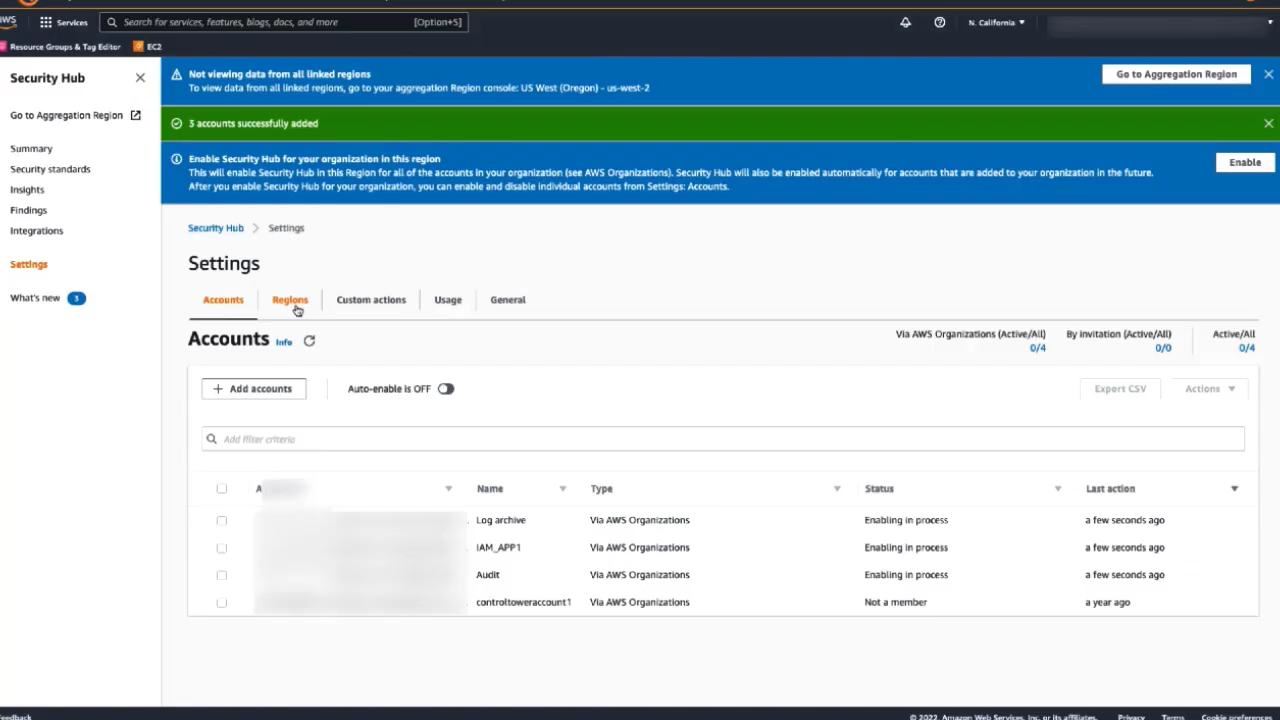 aws
Services
Search for services, features, blogs, docs, and more
[Option+S]
N. California
Resource Groups & Tag Editor
EC2
Security Hub
Go to Aggregation Region
Summary
Security standards
Insights
Findings
Integrations
Settings
What's new 3
Not viewing data from all linked regions
To view data from all linked regions, go to your aggregation Region console: US West (Oregon) - us-west-2
Go to Aggregation Region
3 accounts successfully added
Enable Security Hub for your organization in this region
This will enable Security Hub in this Region for all of the accounts in your organization (see AWS Organizations). Security Hub will also be enabled automatically for accounts that are added to your organization in the future.
After you enable Security Hub for your organization, you can enable and disable individual accounts from Settings: Accounts.
Enable
Security Hub > Settings
Settings
Accounts Regions Custom actions Usage General
Accounts Info
Via AWS Organizations (Active/All) By invitation (Active/All) Active/All
0/4 0/0 0/4
+ Add accounts
Auto-enable is OFF
Export CSV
Actions
Add filter criteria
A Name Type Status Last action
Log archive Via AWS Organizations Enabling in process a few seconds ago
IAM_APP1 Via AWS Organizations Enabling in process a few seconds ago
Audit Via AWS Organizations Enabling in process a few seconds ago
controltoweraccount1 Via AWS Organizations Not a member a year ago
Feedback
© 2022, Amazon Web Services, Inc. or its affiliates. Privacy Terms Cookie preferences